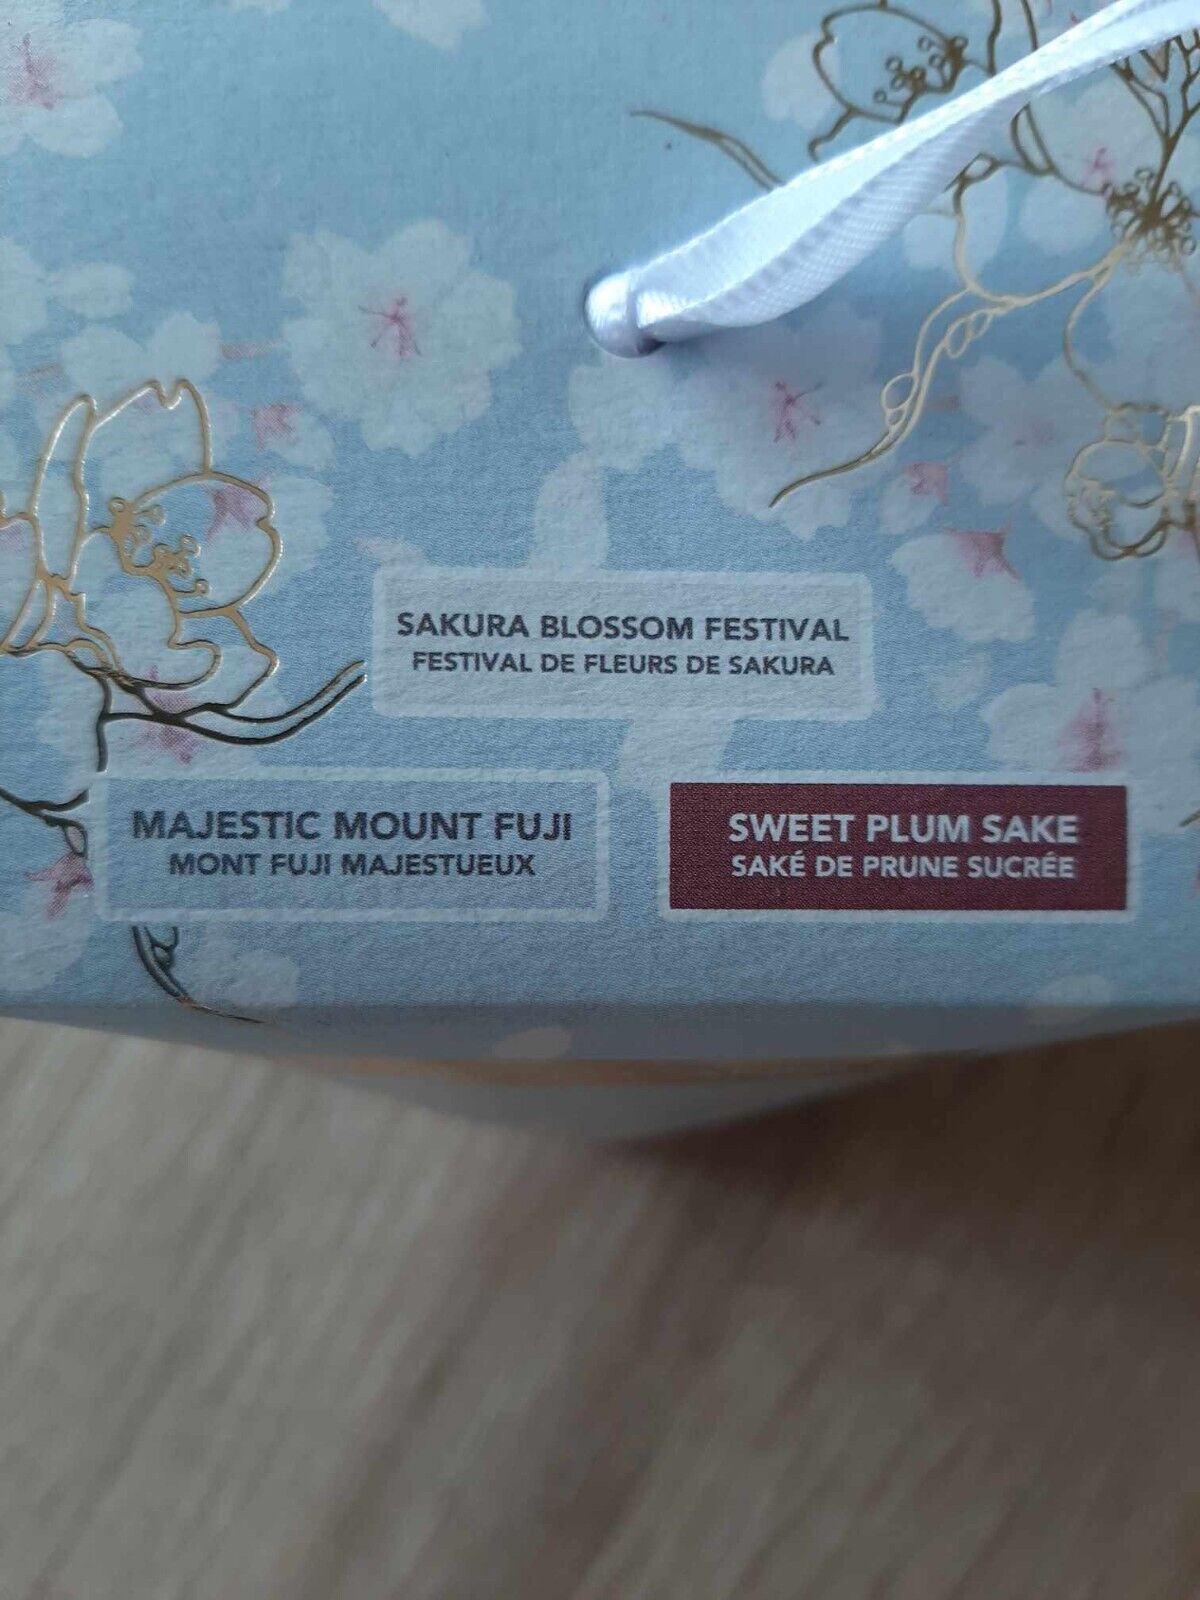 SAKURA BLOSSOM FESTIVAL
FESTIVAL DE FLEURS DE SAKURA
MAJESTIC MOUNT FUJI
MONT FUJI MAJESTUEUX
SWEET PLUM SAKE
SAKÉ DE PRUNE SUCRÉE